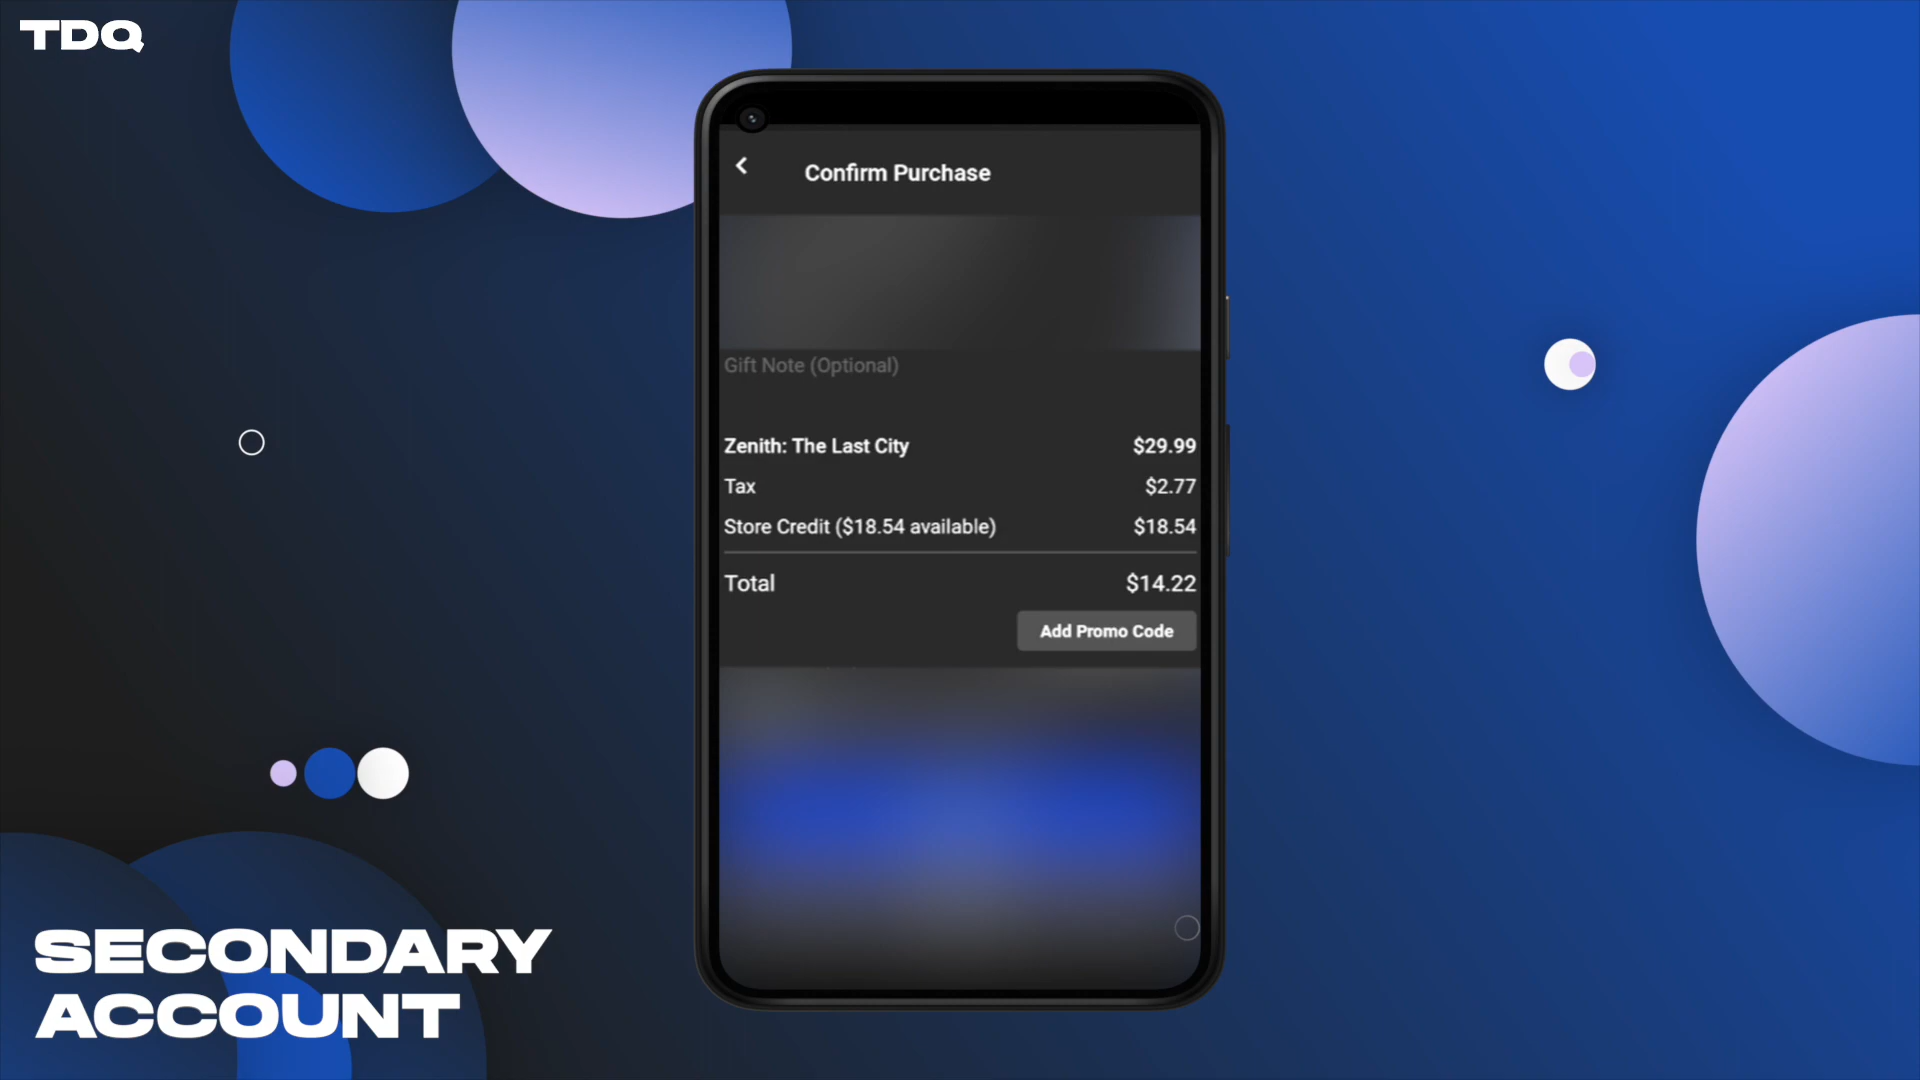 TDQ
Confirm Purchase
Gift Note (Optional)
Zenith: The Last City $29.99
Tax $2.77
Store Credit ($18.54 available) $18.54
Total $14.22
Add Promo Code
SECONDARY
ACCOUNT